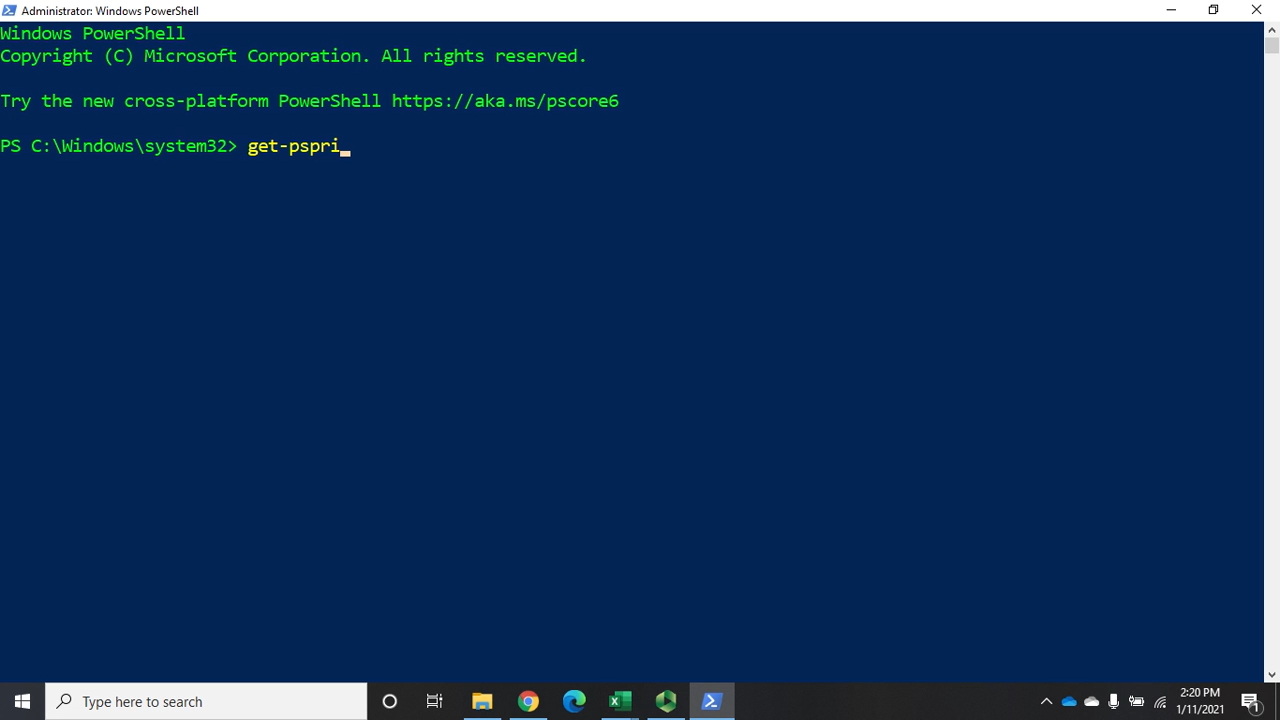 Administrator: Windows PowerShell
Windows PowerShell
Copyright (C) Microsoft Corporation. All rights reserved.
Try the new cross-platform PowerShell https://aka.ms/pscore6
PS C:\Windows\system32> get-pspri
Type here to search
2:20 PM
1/11/2021
1